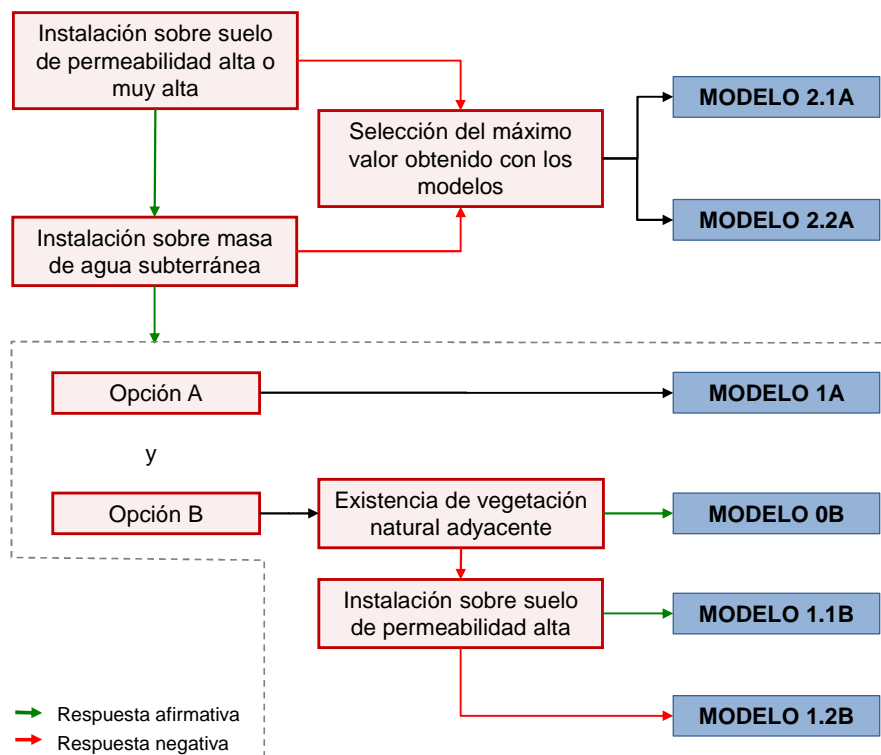 Instalación sobre suelo
de permeabilidad alta o
muy alta
Selección del máximo
valor obtenido con los
modelos
MODELO 2.1A
MODELO 2.2A
Instalación sobre masa
de agua subterránea
Opción A
MODELO 1A
y
Opción B
Existencia de vegetación
natural adyacente
MODELO 0B
Instalación sobre suelo
de permeabilidad alta
MODELO 1.1B
MODELO 1.2B
Respuesta afirmativa
Respuesta negativa